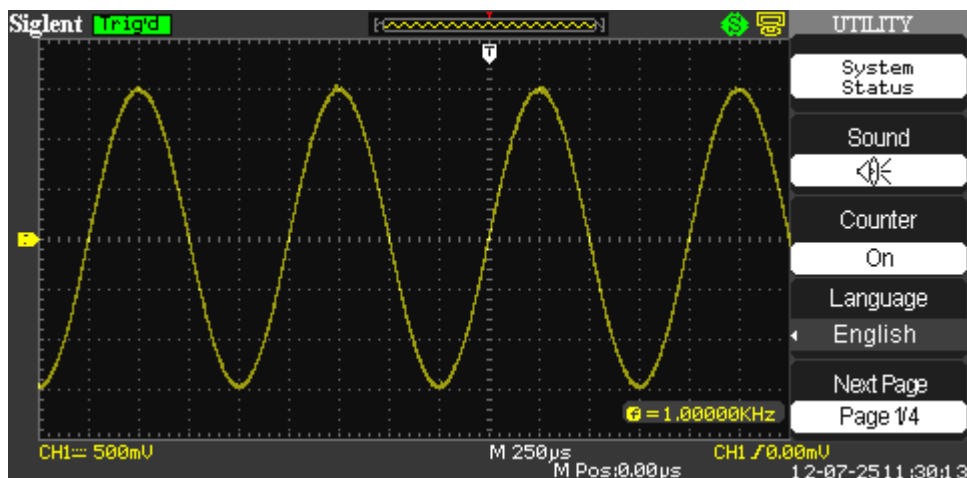 Siglent Trig'd
T
UTILITY
System
Status
Sound
Counter
On
Language
English
Next Page
Page 1/4
f = 1.00000KHz
CH1 500mV
M 250µs
CH1 0.00mV
M Pos:0.00µs
12-07-25 11:30:13